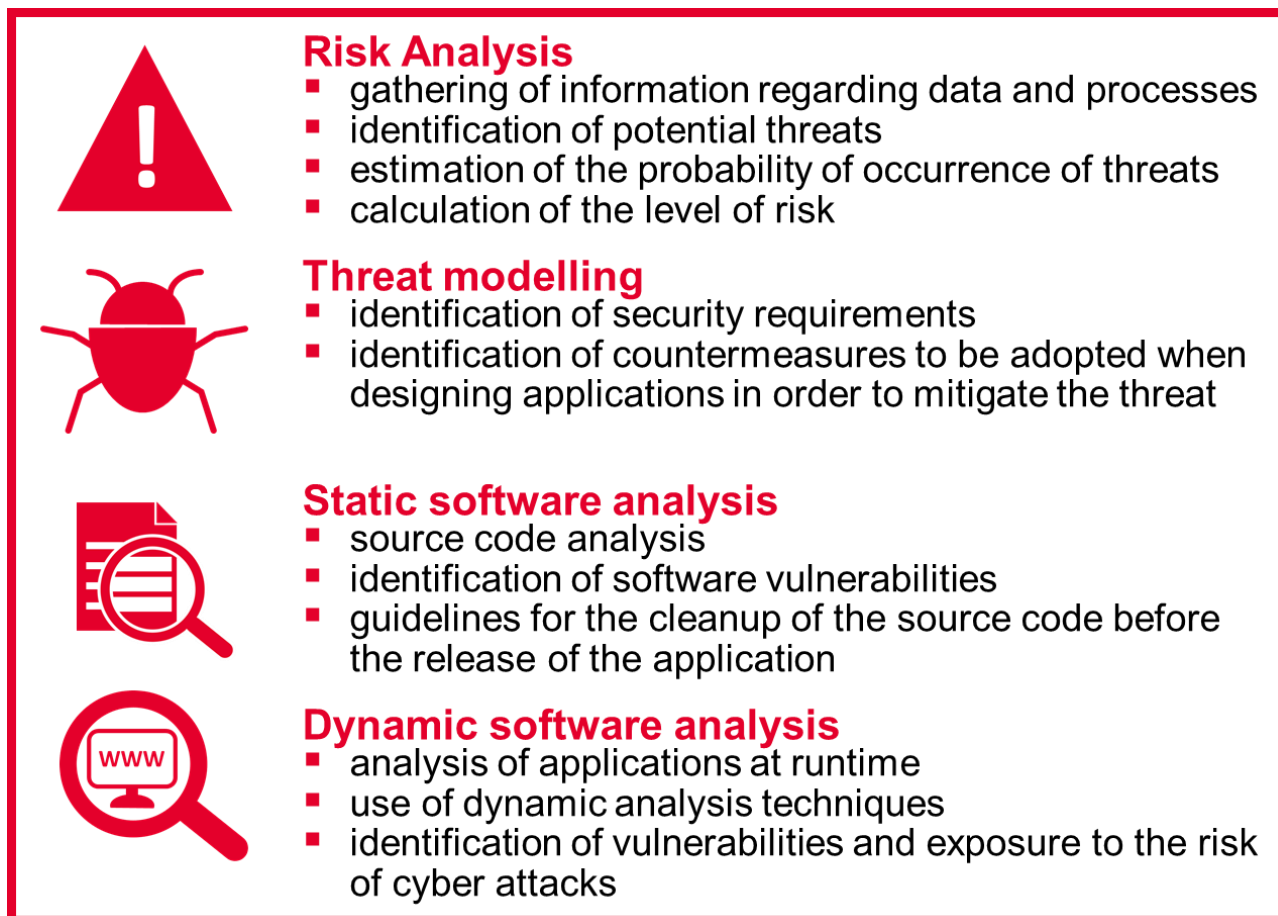 Risk Analysis
▪ gathering of information regarding data and processes
▪ identification of potential threats
▪ estimation of the probability of occurrence of threats
▪ calculation of the level of risk
Threat modelling
▪ identification of security requirements
▪ identification of countermeasures to be adopted when
designing applications in order to mitigate the threat
Static software analysis
▪ source code analysis
▪ identification of software vulnerabilities
▪ guidelines for the cleanup of the source code before
the release of the application
Dynamic software analysis
www
▪ analysis of applications at runtime
▪ use of dynamic analysis techniques
▪ identification of vulnerabilities and exposure to the risk
of cyber attacks